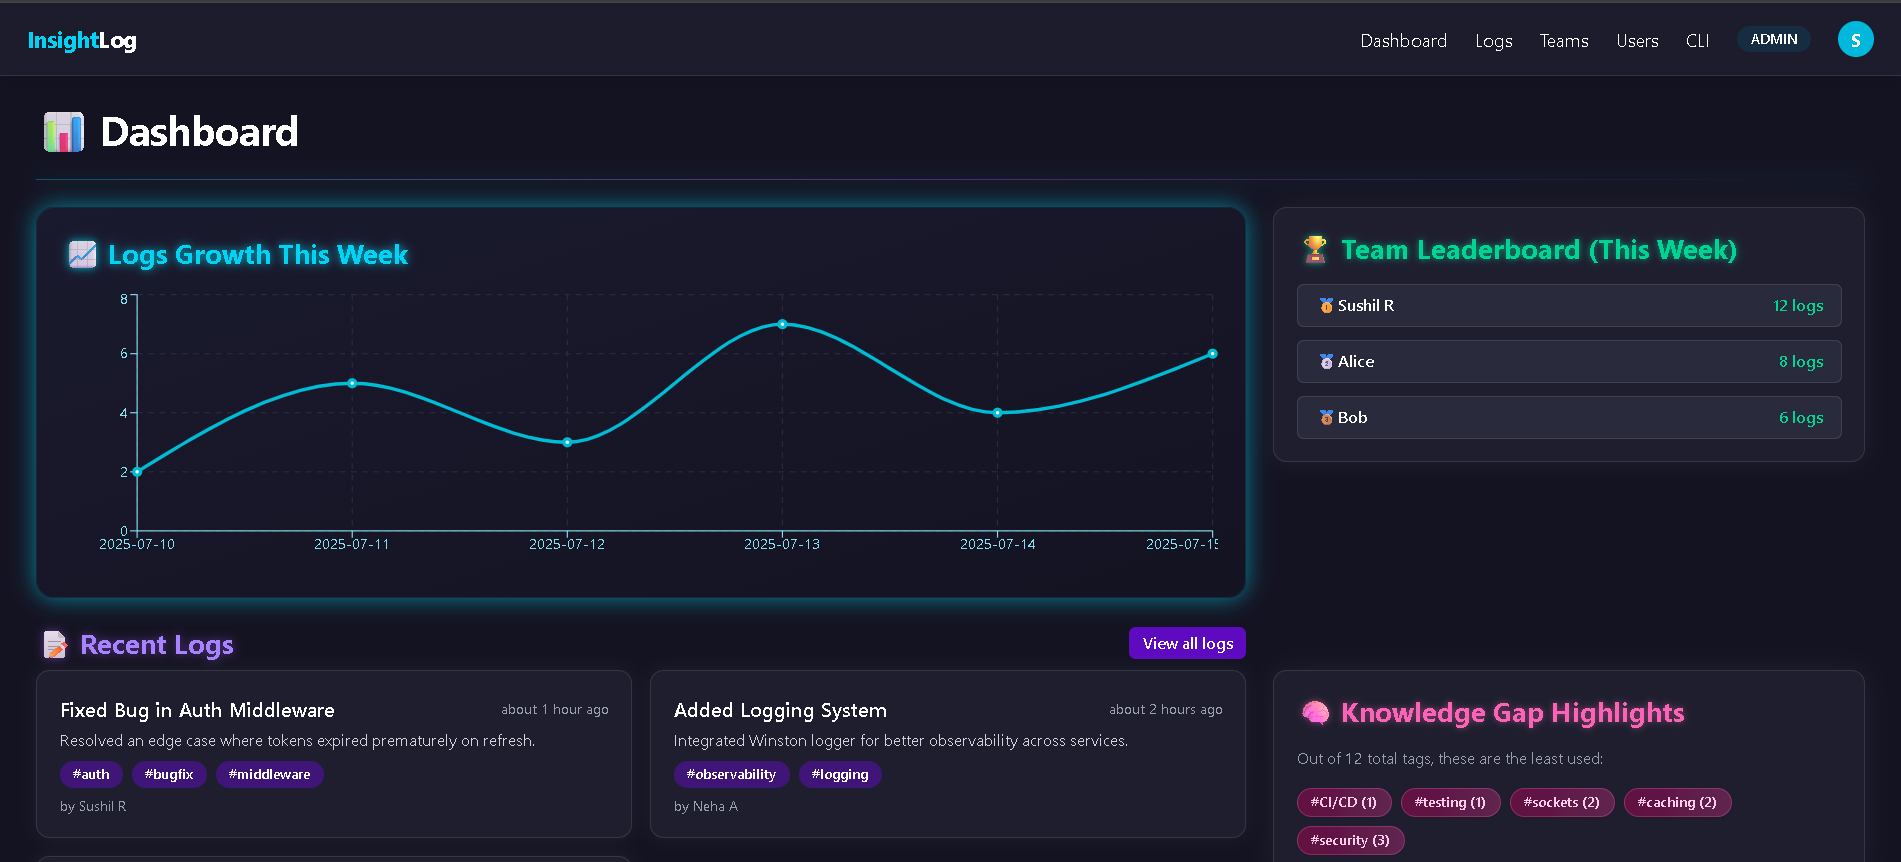 InsightLog
Dashboard Logs Teams Users CLI ADMIN S
Dashboard
Logs Growth This Week
8
6
4
2
0
2025-07-10 2025-07-11 2025-07-12 2025-07-13 2025-07-14 2025-07-15
Team Leaderboard (This Week)
Sushil R 12 logs
Alice 8 logs
Bob 6 logs
Recent Logs
View all logs
Fixed Bug in Auth Middleware about 1 hour ago
Resolved an edge case where tokens expired prematurely on refresh.
#auth #bugfix #middleware
by Sushil R
Added Logging System about 2 hours ago
Integrated Winston logger for better observability across services.
#observability #logging
by Neha A
Knowledge Gap Highlights
Out of 12 total tags, these are the least used:
#CI/CD (1) #testing (1) #sockets (2) #caching (2)
#security (3)